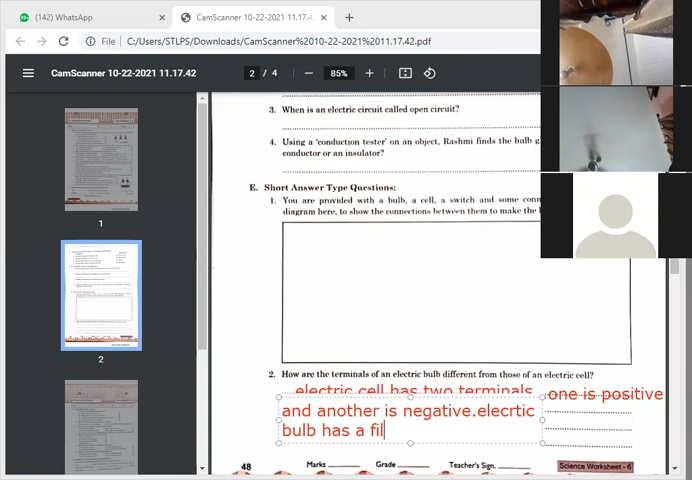 (142) WhatsApp
CamScanner 10-22-2021 11.17.42
File C:/Users/STLPS/Downloads/CamScanner%2010-22-2021%2011.17.42.pdf
CamScanner 10-22-2021 11.17.42
2 / 4
85%
1
2
3. When is an electric circuit called open circuit?
4. Using a 'conduction tester' on an object, Rashmi finds the bulb
conductor or an insulator?
E. Short Answer Type Questions:
1. You are provided with a bulb, a cell, a switch and some
diagram here, to show the connections between them to make the
2. How are the terminals of an electric bulb different from those of an electric cell?
electric cell has two terminals one is positive
and another is negative.elecrtic
bulb has a fil
48 Marks Grade Teacher's Sign. Science Worksheet - 6